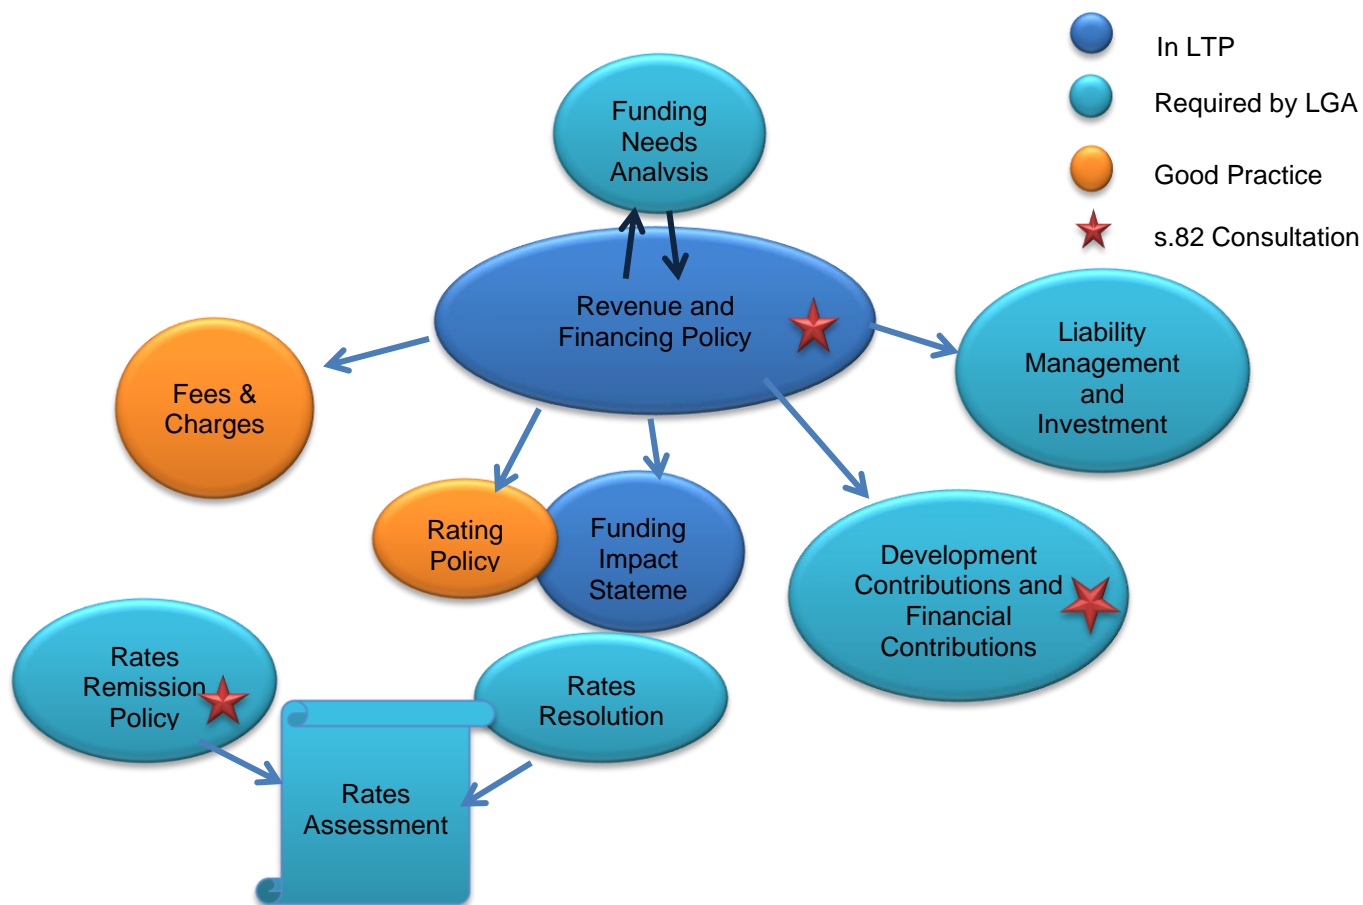 In LTP
Required by LGA
Good Practice
s.82 Consultation
Funding
Needs
Analysis
Revenue and
Financing Policy
Liability
Management
and
Investment
Fees &
Charges
Rating
Policy
Funding
Impact
Stateme
Development
Contributions and
Financial
Contributions
Rates
Remission
Policy
Rates
Resolution
Rates
Assessment